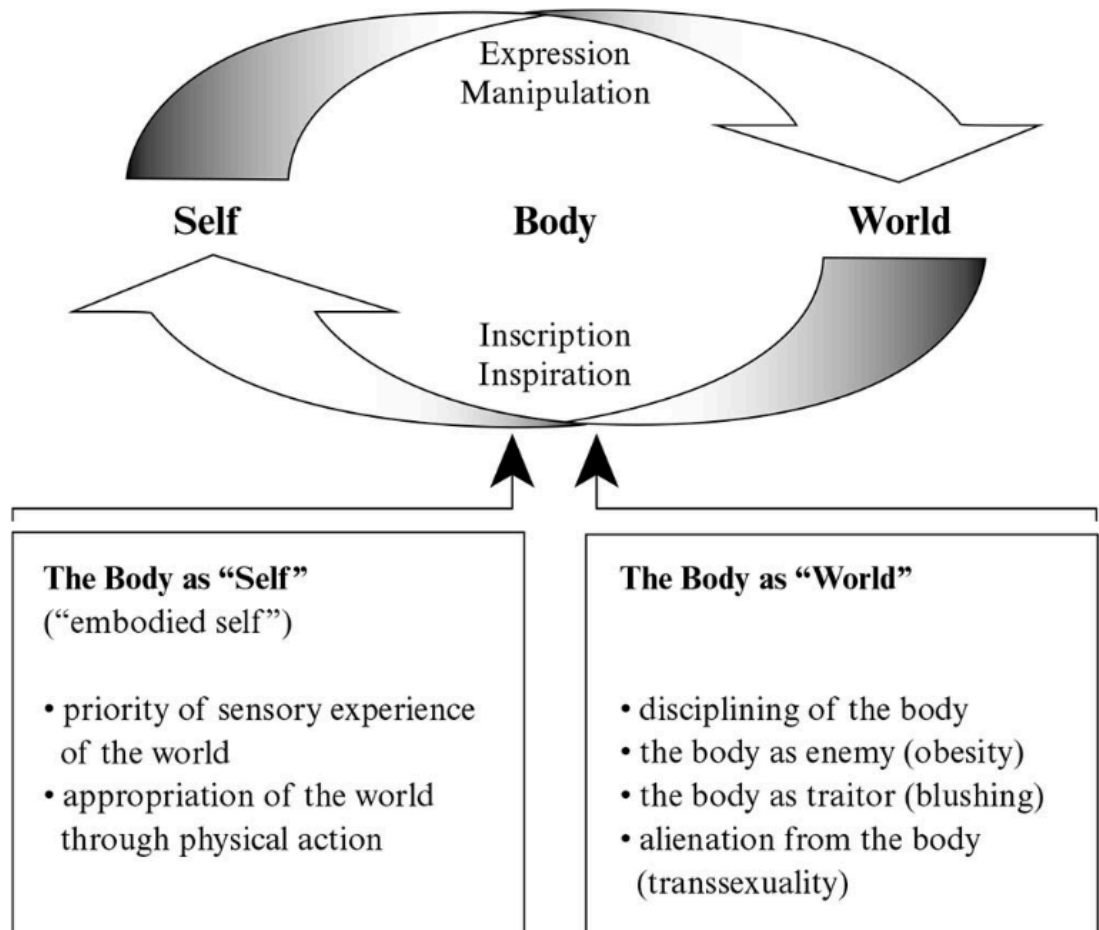 Expression
Manipulation
Self Body World
Inscription
Inspiration
The Body as “Self”
(“embodied self”)
• priority of sensory experience
of the world
• appropriation of the world
through physical action
The Body as “World”
• disciplining of the body
• the body as enemy (obesity)
• the body as traitor (blushing)
• alienation from the body
(transsexuality)